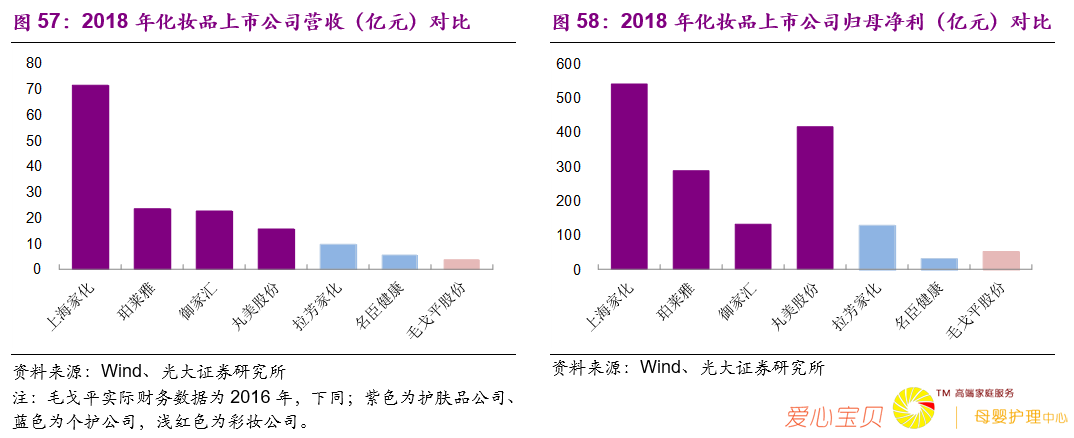 图 57：2018 年化妆品上市公司营收（亿元）对比
80
70
60
50
40
30
20
10
0
上海家化
珀莱雅
御家汇
丸美股份
拉芳家化
名臣健康
毛戈平股份
资料来源：Wind、光大证券研究所
注：毛戈平实际财务数据为 2016 年，下同；紫色为护肤品公司、
蓝色为个护公司，浅红色为彩妆公司。
图 58：2018 年化妆品上市公司归母净利（亿元）对比
600
500
400
300
200
100
0
上海家化
珀莱雅
御家汇
丸美股份
拉芳家化
名臣健康
毛戈平股份
资料来源：Wind、光大证券研究所
爱心宝贝
TM 高端家庭服务
母婴护理中心